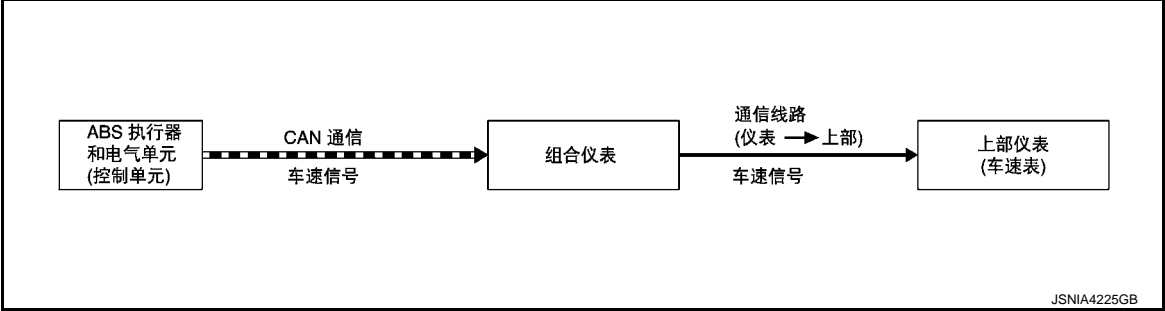 ABS 执行器
和电气单元
(控制单元)
CAN 通信
车速信号
组合仪表
通信线路
(仪表 → 上部)
车速信号
上部仪表
(车速表)
JSNIA4225GB